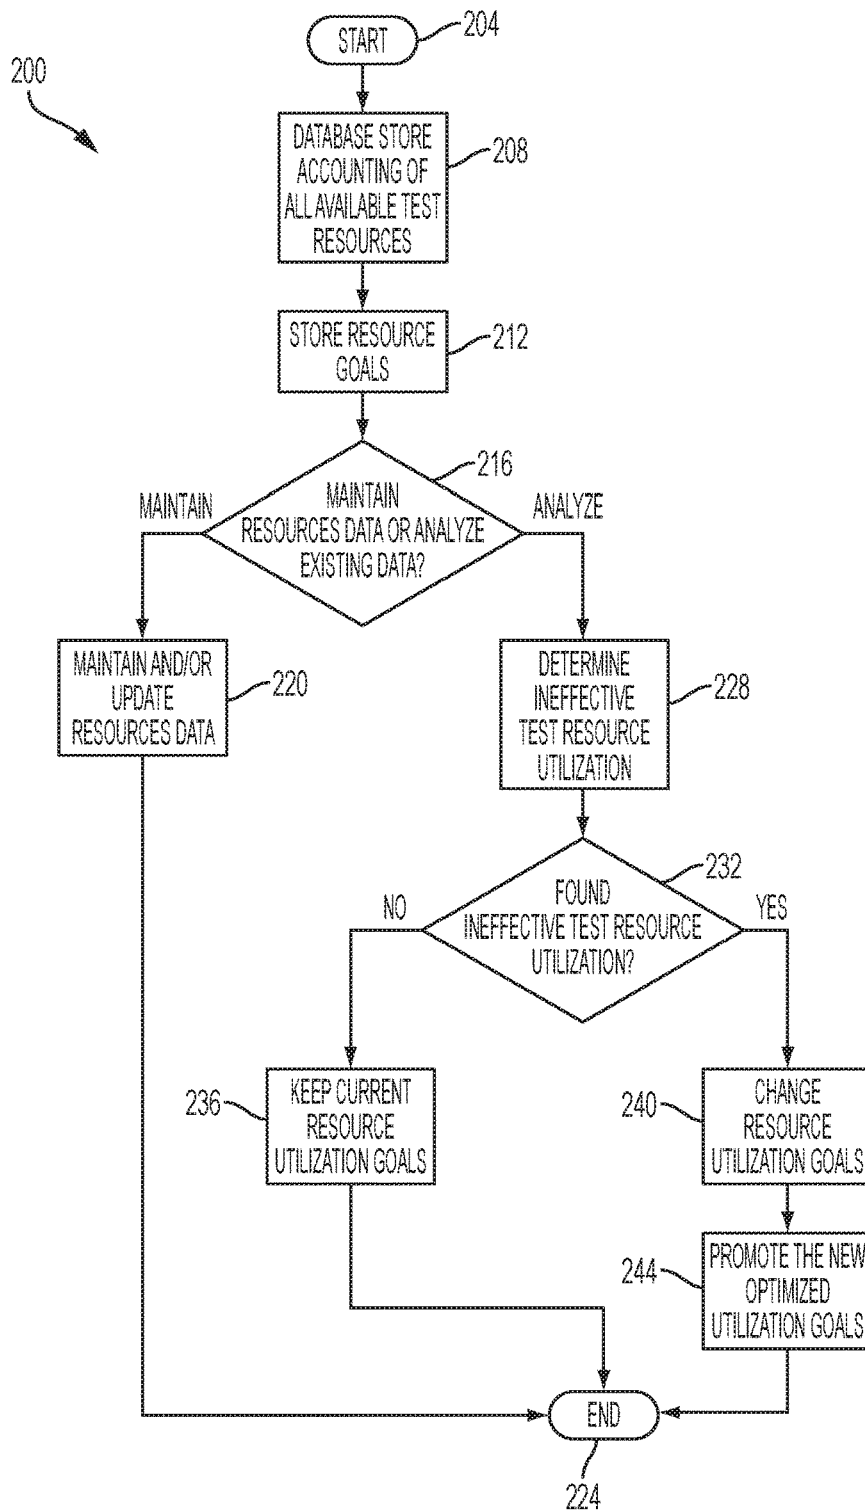 START
204
200
DATABASE STORE
ACCOUNTING OF
ALL AVAILABLE TEST
RESOURCES
208
STORE RESOURCE
GOALS
212
216
MAINTAIN
MAINTAIN
RESOURCES DATA OR ANALYZE
EXISTING DATA?
ANALYZE
MAINTAIN AND/OR
UPDATE
RESOURCES DATA
220
DETERMINE
INEFFECTIVE
TEST RESOURCE
UTILIZATION
228
232
NO
FOUND
INEFFECTIVE TEST RESOURCE
UTILIZATION?
YES
236
KEEP CURRENT
RESOURCE
UTILIZATION GOALS
240
CHANGE
RESOURCE
UTILIZATION GOALS
244
PROMOTE THE NEW
OPTIMIZED
UTILIZATION GOALS
END
224